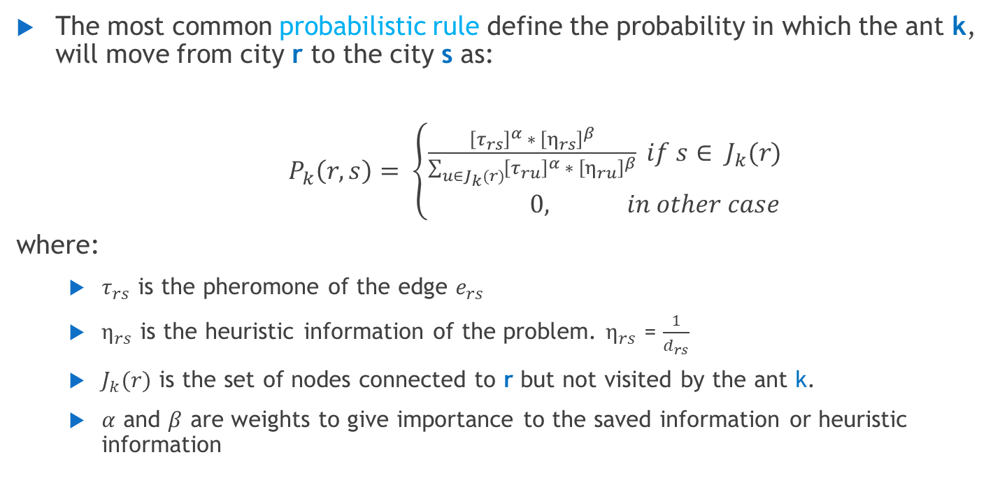 ▶ The most common probabilistic rule define the probability in which the ant k,
will move from city r to the city s as:
$P_k(r,s) = \begin{cases} \frac{[\tau_{rs}]^{\alpha} * [\eta_{rs}]^{\beta}}{\sum_{u \in J_k(r)} [\tau_{ru}]^{\alpha} * [\eta_{ru}]^{\beta}} & if\ s \in J_k(r) \\ 0, & in\ other\ case \end{cases}$
where:
▶ $\tau_{rs}$ is the pheromone of the edge $e_{rs}$
▶ $\eta_{rs}$ is the heuristic information of the problem. $\eta_{rs} = \frac{1}{d_{rs}}$
▶ $J_k(r)$ is the set of nodes connected to r but not visited by the ant k.
▶ $\alpha$ and $\beta$ are weights to give importance to the saved information or heuristic
information